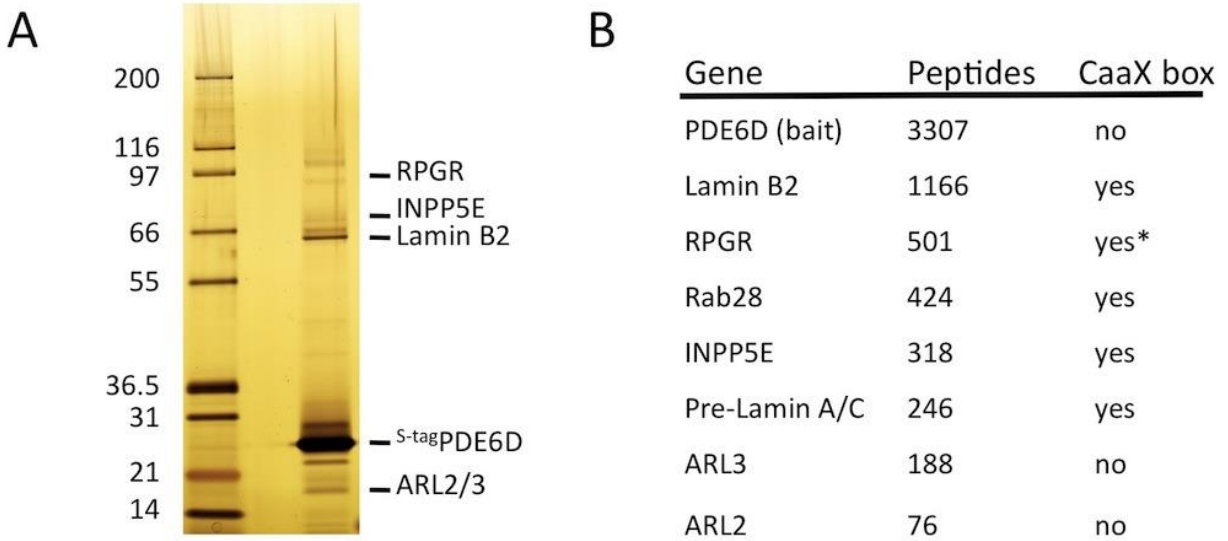 A
200
116
97
66
55
36.5
31
21
14
RPGR
INPP5E
Lamin B2
S-tagPDE6D
ARL2/3
B
Gene Peptides CaaX box
PDE6D (bait) 3307 no
Lamin B2 1166 yes
RPGR 501 yes*
Rab28 424 yes
INPP5E 318 yes
Pre-Lamin A/C 246 yes
ARL3 188 no
ARL2 76 no